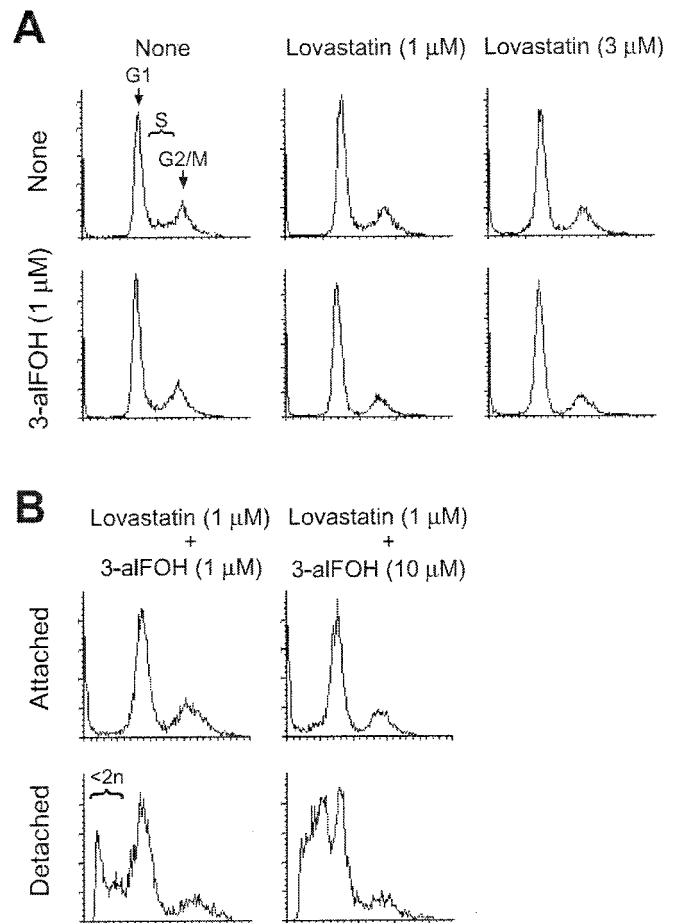 A
None
Lovastatin (1 μM)
Lovastatin (3 μM)
G1
S
G2/M
None
3-alFOH (1 μM)
B
Lovastatin (1 μM)
+
3-alFOH (1 μM)
Lovastatin (1 μM)
+
3-alFOH (10 μM)
Attached
<2n
Detached